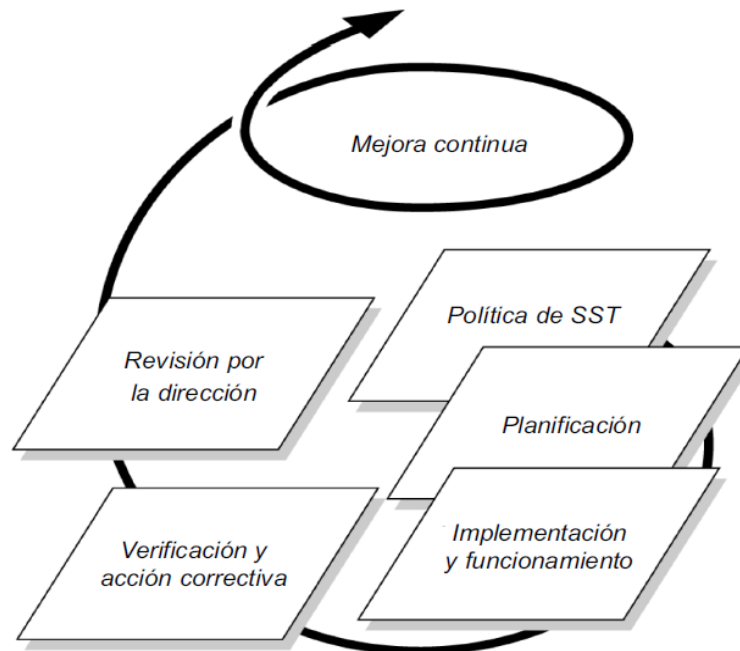 Mejora continua
Política de SST
Revisión por
la dirección
Planificación
Implementación
y funcionamiento
Verificación y
acción correctiva